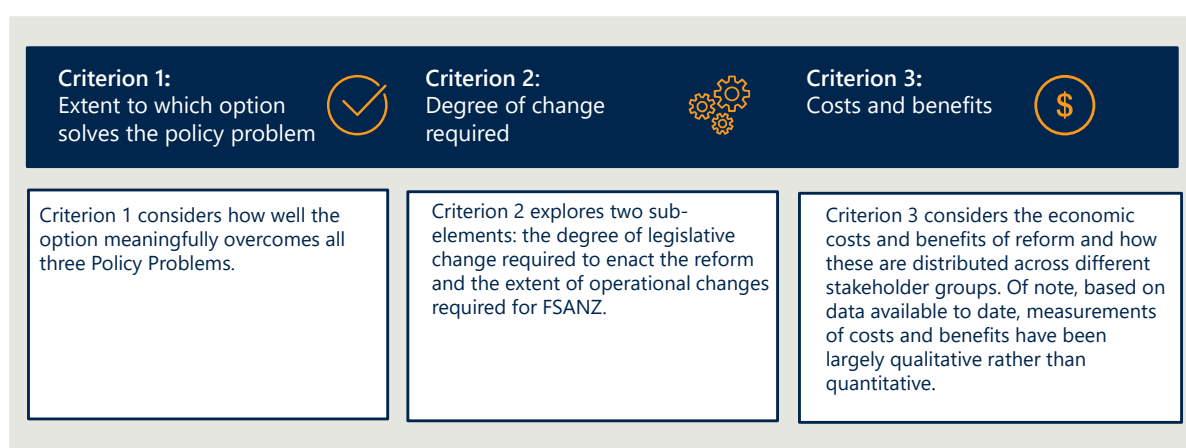 Criterion 1:
Extent to which option
solves the policy problem
Criterion 2:
Degree of change
required
Criterion 3:
Costs and benefits
$
Criterion 1 considers how well the
option meaningfully overcomes all
three Policy Problems.
Criterion 2 explores two sub-
elements: the degree of legislative
change required to enact the reform
and the extent of operational changes
required for FSANZ.
Criterion 3 considers the economic
costs and benefits of reform and how
these are distributed across different
stakeholder groups. Of note, based on
data available to date, measurements
of costs and benefits have been
largely qualitative rather than
quantitative.